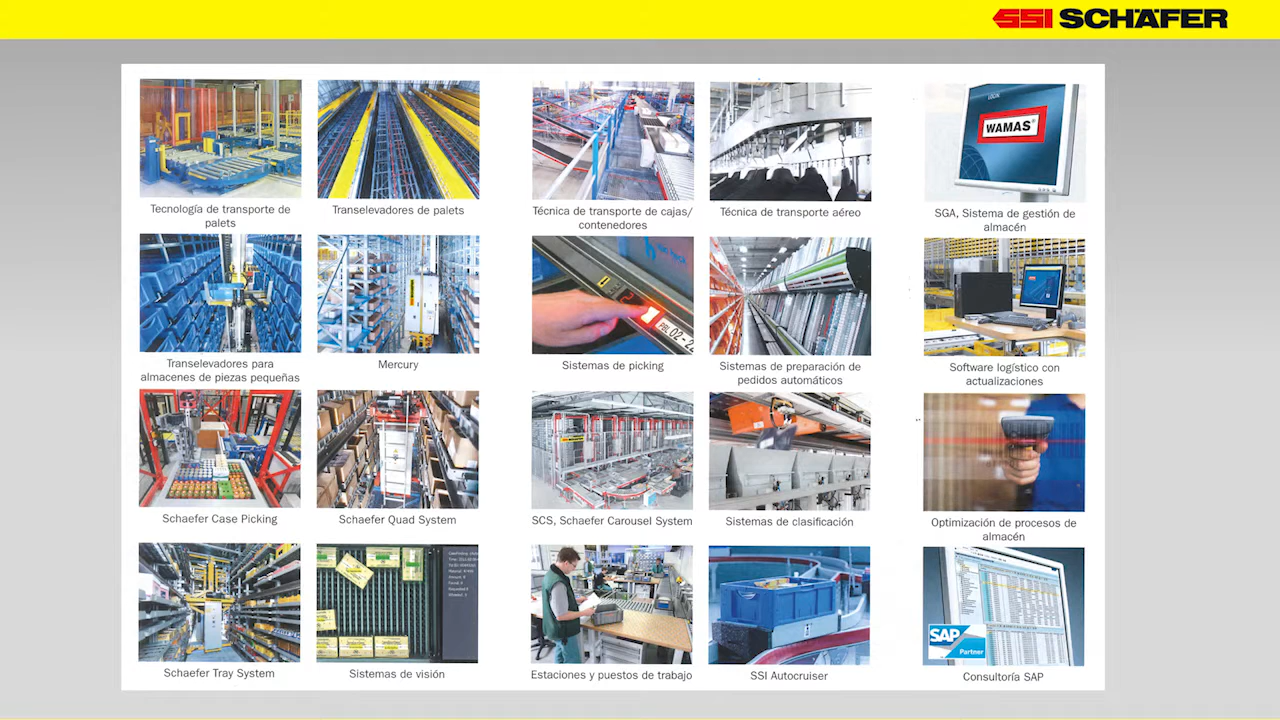 SSI SCHÄFER
LOGIK
WAMAS®
Tecnología de transporte de
palets
Transelevadores de palets
Técnica de transporte de cajas/
contenedores
Técnica de transporte aéreo
SGA, Sistema de gestión de
almacén
PBL 02-2
Transelevadores para
almacenes de piezas pequeñas
Mercury
Sistemas de picking
Sistemas de preparación de
pedidos automáticos
Software logístico con
actualizaciones
Schaefer Case Picking
Schaefer Quad System
SCS, Schaefer Carousel System
Sistemas de clasificación
Optimización de procesos de
almacén
SAP
Partner
Schaefer Tray System
Sistemas de visión
Estaciones y puestos de trabajo
SSI Autocruiser
Consultoría SAP